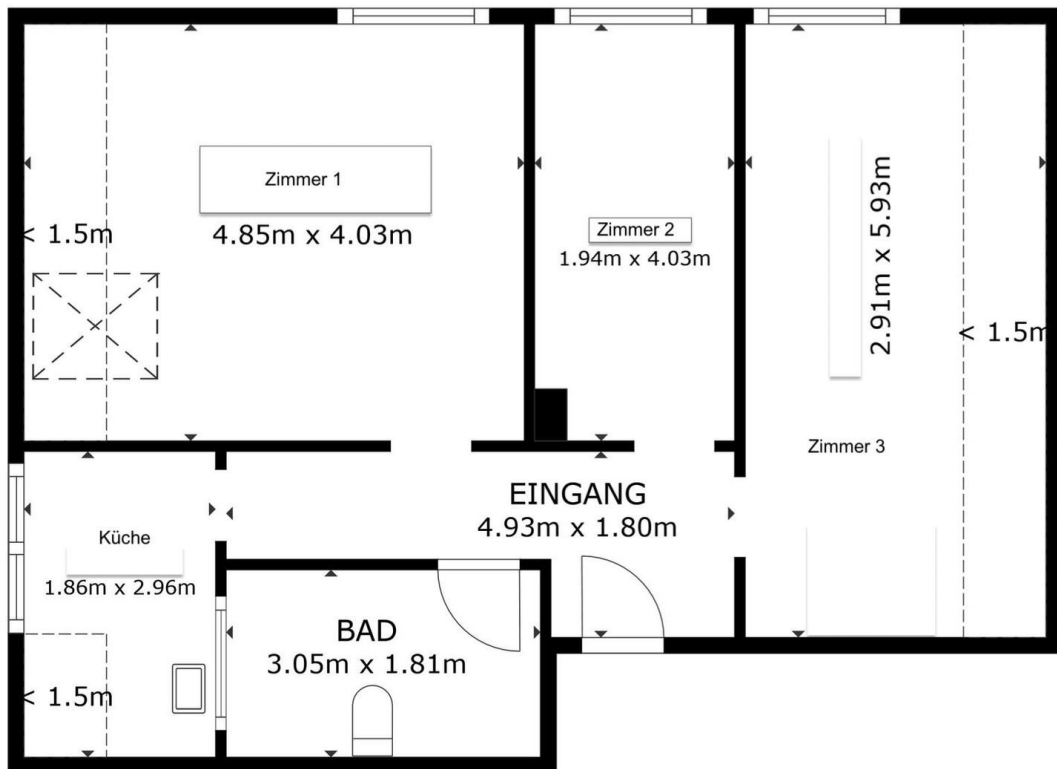 Zimmer 1
4.85m x 4.03m
< 1.5m
Zimmer 2
1.94m x 4.03m
2.91m x 5.93m
< 1.5m
Zimmer 3
EINGANG
4.93m x 1.80m
Küche
1.86m x 2.96m
BAD
3.05m x 1.81m
< 1.5m